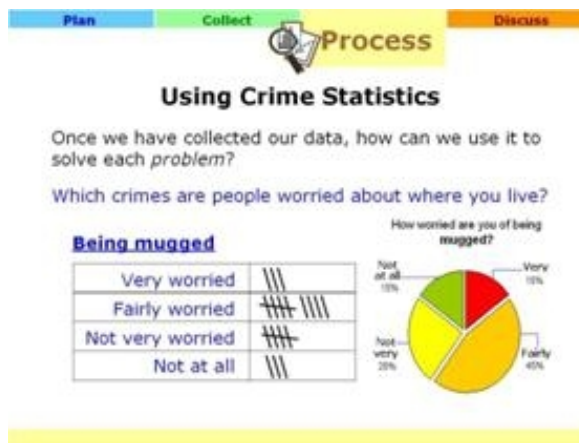 Plan Collect Process Discuss
Using Crime Statistics
Once we have collected our data, how can we use it to
solve each problem?
Which crimes are people worried about where you live?
Being mugged
Very worried
Fairly worried
Not very worried
Not at all
How worried are you of being
mugged?
Not
at all
15%
Very
15%
Not
very
25%
Fairly
45%